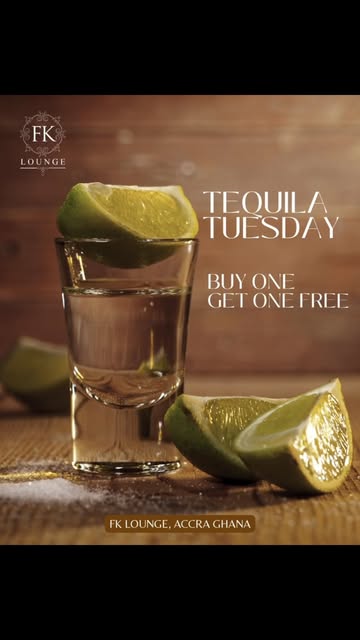 FK
LOUNGE
TEQUILA
TUESDAY
BUY ONE
GET ONE FREE
FK LOUNGE, ACCRA GHANA